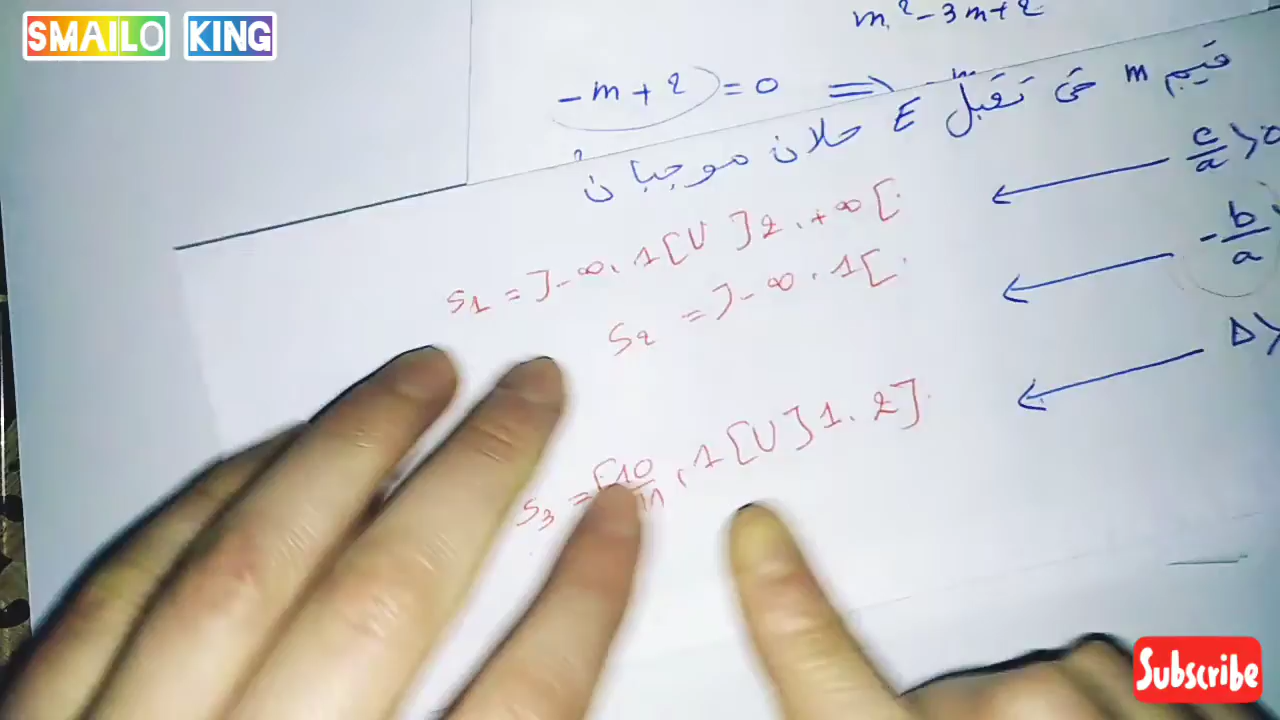 SMAILO KING
m²-3m+2
-m+2 = 0 ⟹
قيم m حتى تقبل E حلان موجبان
c/a >0
S₁ = ]-∞, 1[ U ]2, +∞[
-b/a
S₂ = ]-∞, 1[
Δ>
S₃ = [10/11, 1[ U ]1, 2]
Subscribe